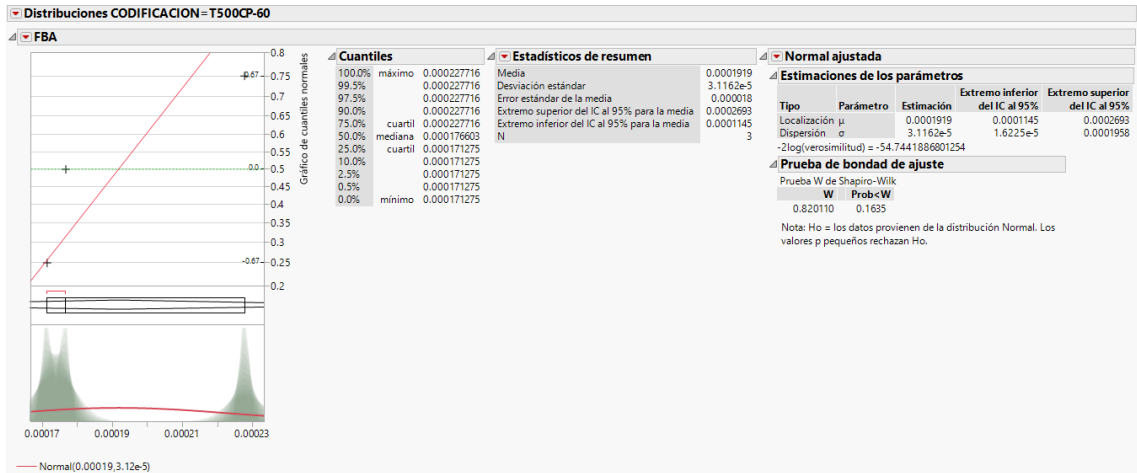 Distribuciones CODIFICACION=T500CP-60
FBA
0.8
0.67
0.75
0.7
0.65
0.6
0.55
0.0
0.5
0.45
0.4
0.35
0.3
-0.67
0.25
0.2
Gráfico de cuantiles normales
0.00017 0.00019 0.00021 0.00023
Normal(0.00019,3.12e-5)
Cuantiles
100.0% máximo 0.000227716
99.5% 0.000227716
97.5% 0.000227716
90.0% 0.000227716
75.0% cuartil 0.000227716
50.0% mediana 0.000176603
25.0% cuartil 0.000171275
10.0% 0.000171275
2.5% 0.000171275
0.5% 0.000171275
0.0% mínimo 0.000171275
Estadísticos de resumen
Media 0.0001919
Desviación estándar 3.1162e-5
Error estándar de la media 0.000018
Extremo superior del IC al 95% para la media 0.0002693
Extremo inferior del IC al 95% para la media 0.0001145
N 3
Normal ajustada
Estimaciones de los parámetros
Extremo inferior Extremo superior
Tipo Parámetro Estimación del IC al 95% del IC al 95%
Localización μ 0.0001919 0.0001145 0.0002693
Dispersión σ 3.1162e-5 1.6225e-5 0.0001958
-2log(verosimilitud) = -54.7441886801254
Prueba de bondad de ajuste
Prueba W de Shapiro-Wilk
W Prob<W
0.820110 0.1635
Nota: Ho = los datos provienen de la distribución Normal. Los
valores p pequeños rechazan Ho.